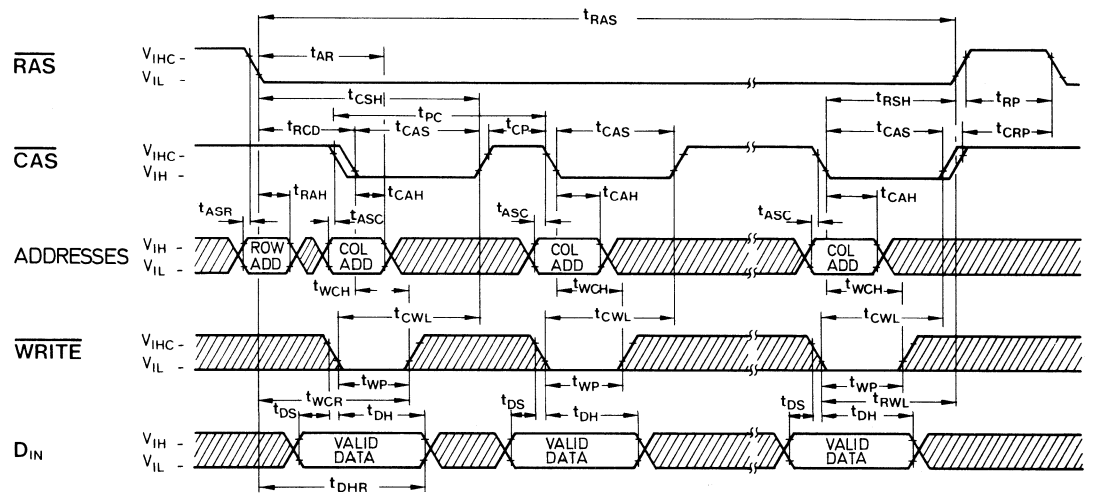 tRAS
RAS
VIHC -
VIL -
tAR
tCSH
tRSH
tRP
tPC
tRCD
tCAS
tCP
tCAS
tCAS
tCRP
CAS
VIHC -
VIH -
tRAH
tCAH
tCAH
tCAH
tASR
tASC
tASC
tASC
ADDRESSES
VIH -
VIL -
ROW ADD
COL ADD
COL ADD
COL ADD
tWCH
tWCH
tWCH
tCWL
tCWL
tCWL
WRITE
VIHC -
VIL -
tWP
tWP
tWP
tWCR
tRWL
tDS
tDH
tDS
tDH
tDS
tDH
DIN
VIH -
VIL -
VALID DATA
VALID DATA
VALID DATA
tDHR